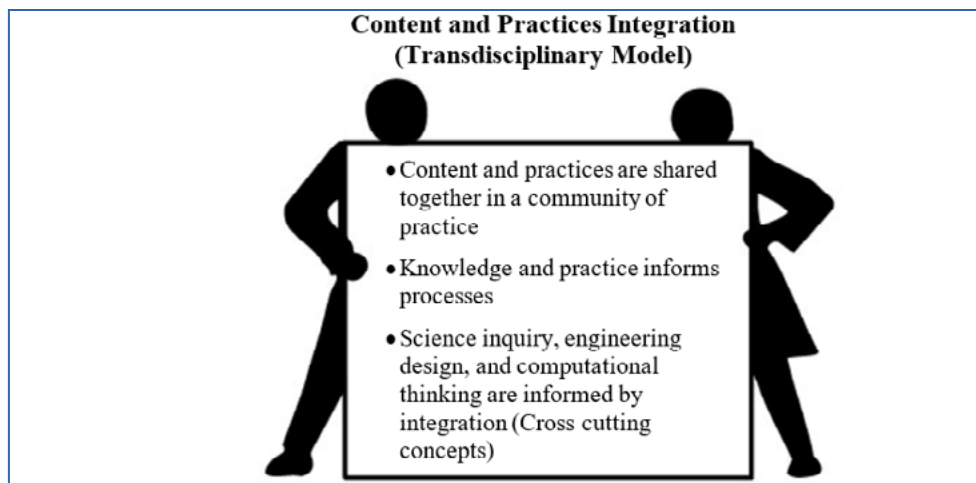 Content and Practices Integration
(Transdisciplinary Model)
• Content and practices are shared
together in a community of
practice
• Knowledge and practice informs
processes
• Science inquiry, engineering
design, and computational
thinking are informed by
integration (Cross cutting
concepts)